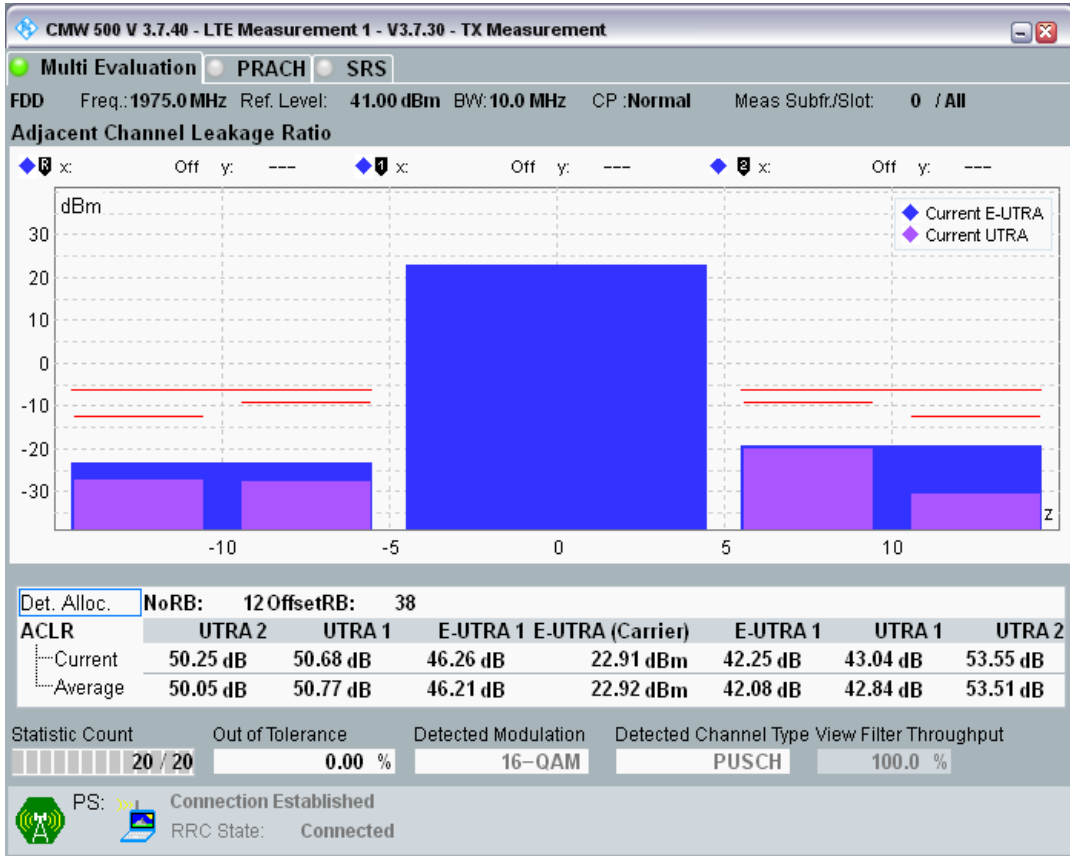 CMW 500 V 3.7.40 - LTE Measurement 1 - V3.7.30 - TX Measurement
Multi Evaluation PRACH SRS
FDD Freq.: 1975.0 MHz Ref. Level: 41.00 dBm BW: 10.0 MHz CP :Normal Meas Subfr./Slot: 0 / All
Adjacent Channel Leakage Ratio
R x: Off y: --- 1 x: Off y: --- 2 x: Off y: ---
dBm
Current E-UTRA
Current UTRA
30
20
10
0
-10
-20
-30
z
-10 -5 0 5 10
Det. Alloc. NoRB: 12 OffsetRB: 38
ACLR UTRA 2 UTRA 1 E-UTRA 1 E-UTRA (Carrier) E-UTRA 1 UTRA 1 UTRA 2
Current 50.25 dB 50.68 dB 46.26 dB 22.91 dBm 42.25 dB 43.04 dB 53.55 dB
Average 50.05 dB 50.77 dB 46.21 dB 22.92 dBm 42.08 dB 42.84 dB 53.51 dB
Statistic Count Out of Tolerance Detected Modulation Detected Channel Type View Filter Throughput
20 / 20 0.00 % 16-QAM PUSCH 100.0 %
PS: Connection Established
RRC State: Connected